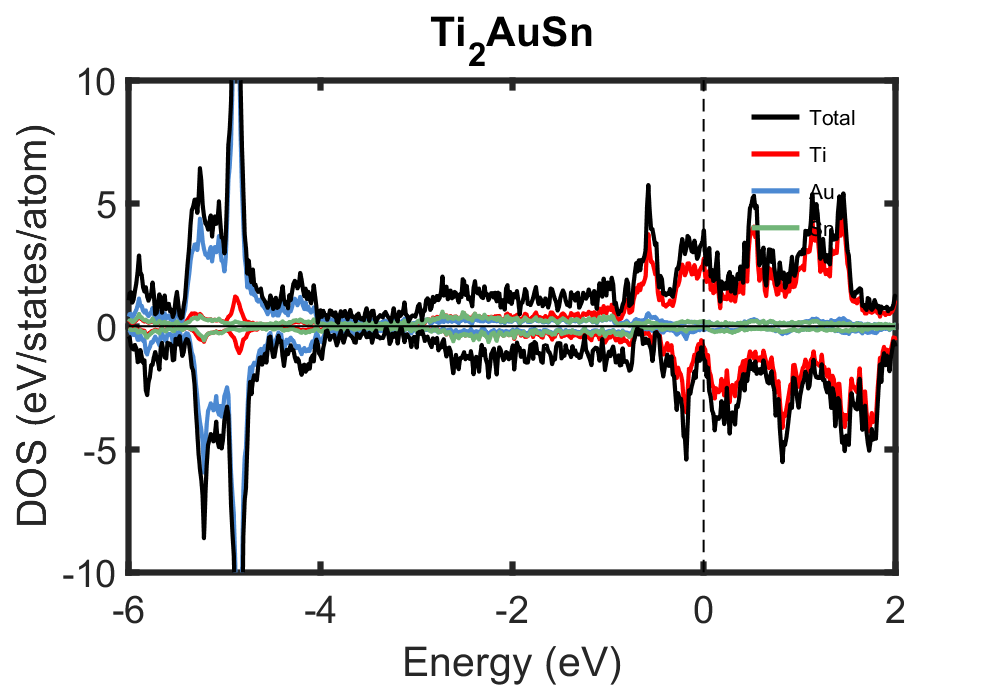 Ti2AuSn
10
5
0
-5
-10
DOS (eV/states/atom)
Total
Ti
Au
Sn
-6 -4 -2 0 2
Energy (eV)